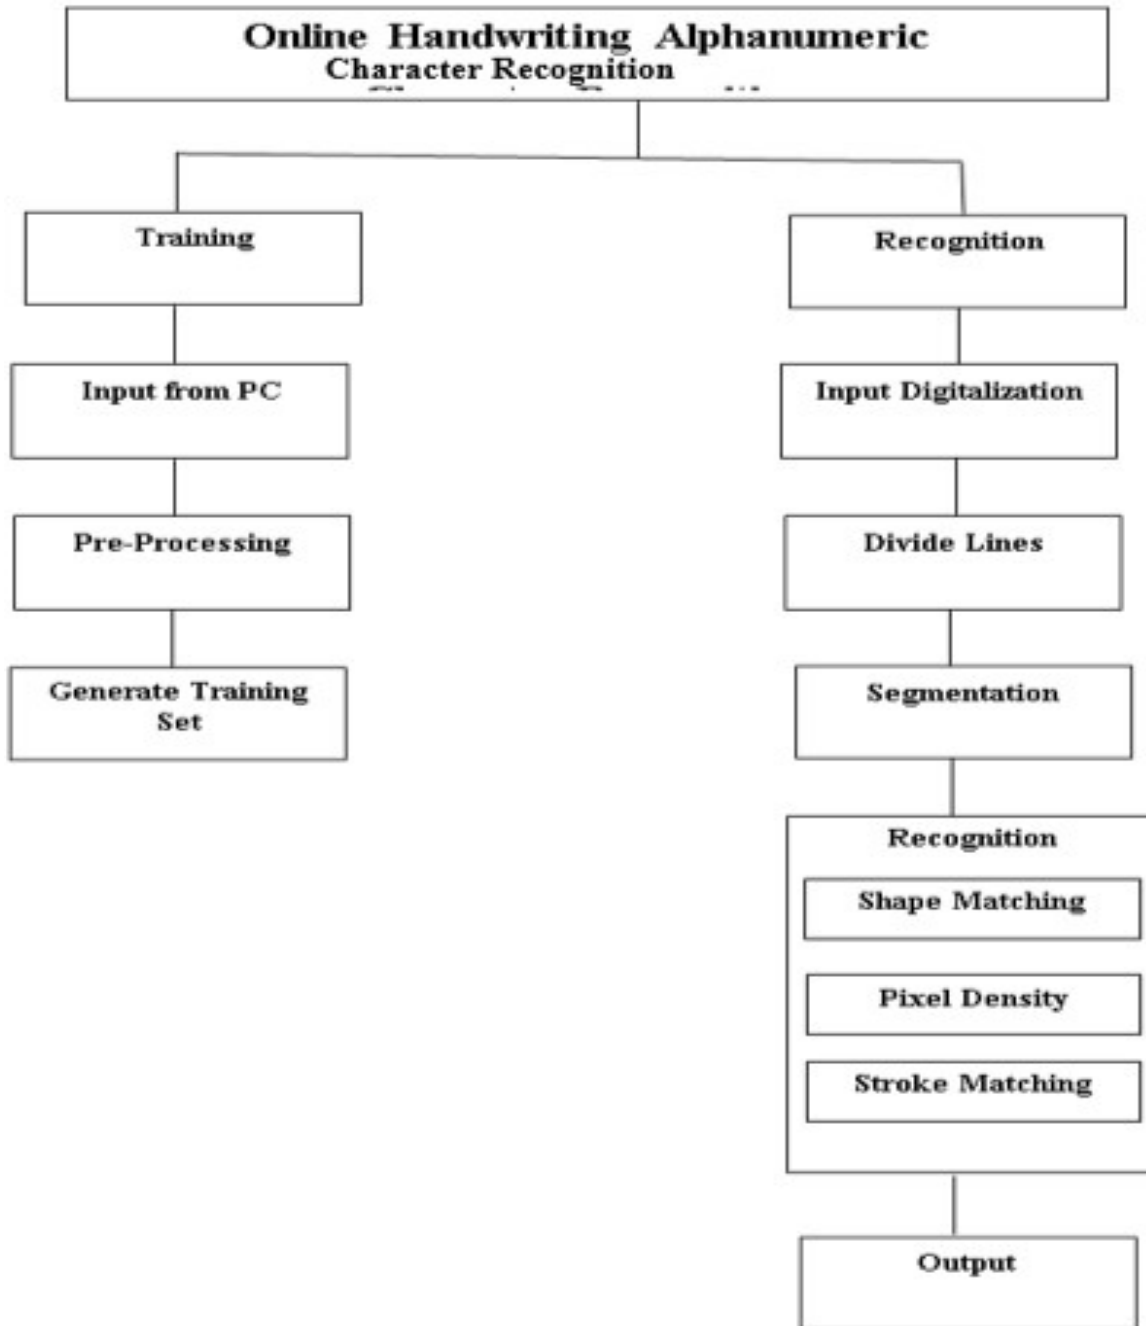 Online Handwriting Alphanumeric
Character Recognition
Training
Recognition
Input from PC
Input Digitalization
Pre-Processing
Divide Lines
Generate Training
Set
Segmentation
Recognition
Shape Matching
Pixel Density
Stroke Matching
Output